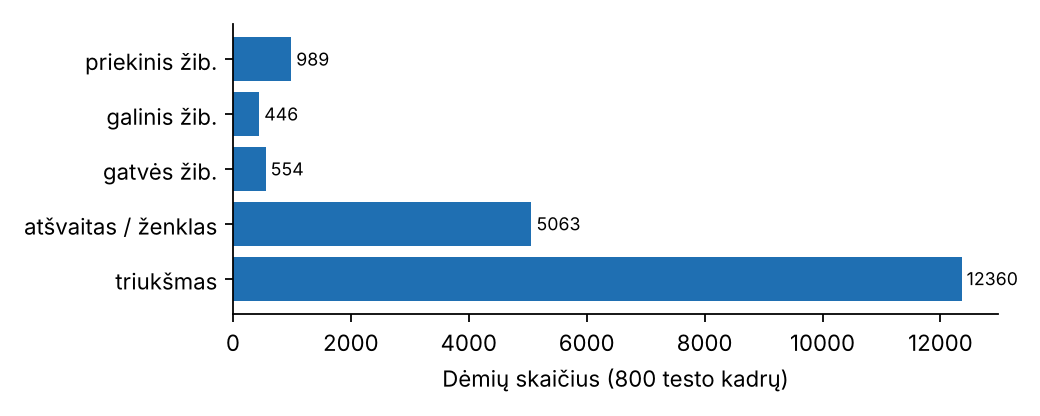 priekinis žib. 989
galinis žib. 446
gatvės žib. 554
atšvaitas / ženklas 5063
triukšmas 12360
0 2000 4000 6000 8000 10000 12000
Dėmių skaičius (800 testo kadrų)